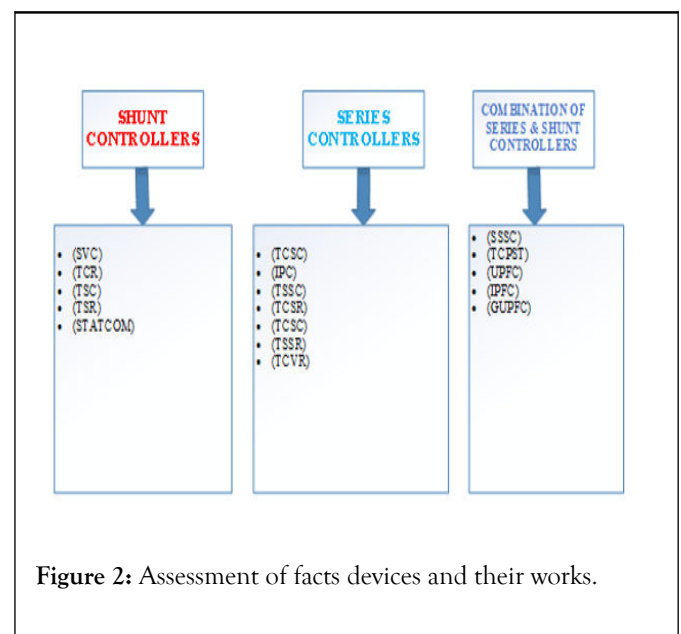 SHUNT
CONTROLLERS
• (SVC)
• (TCR)
• (TSC)
• (TSR)
• (STATCOM)
SERIES
CONTROLLERS
• (TCSC)
• (IPC)
• (TSSC)
• (TCSR)
• (TCSC)
• (TSSR)
• (TCVR)
COMBINATION OF
SERIES & SHUNT
CONTROLLERS
• (SSSC)
• (TCPST)
• (UPFC)
• (IPFC)
• (GUPFC)
Figure 2: Assessment of facts devices and their works.